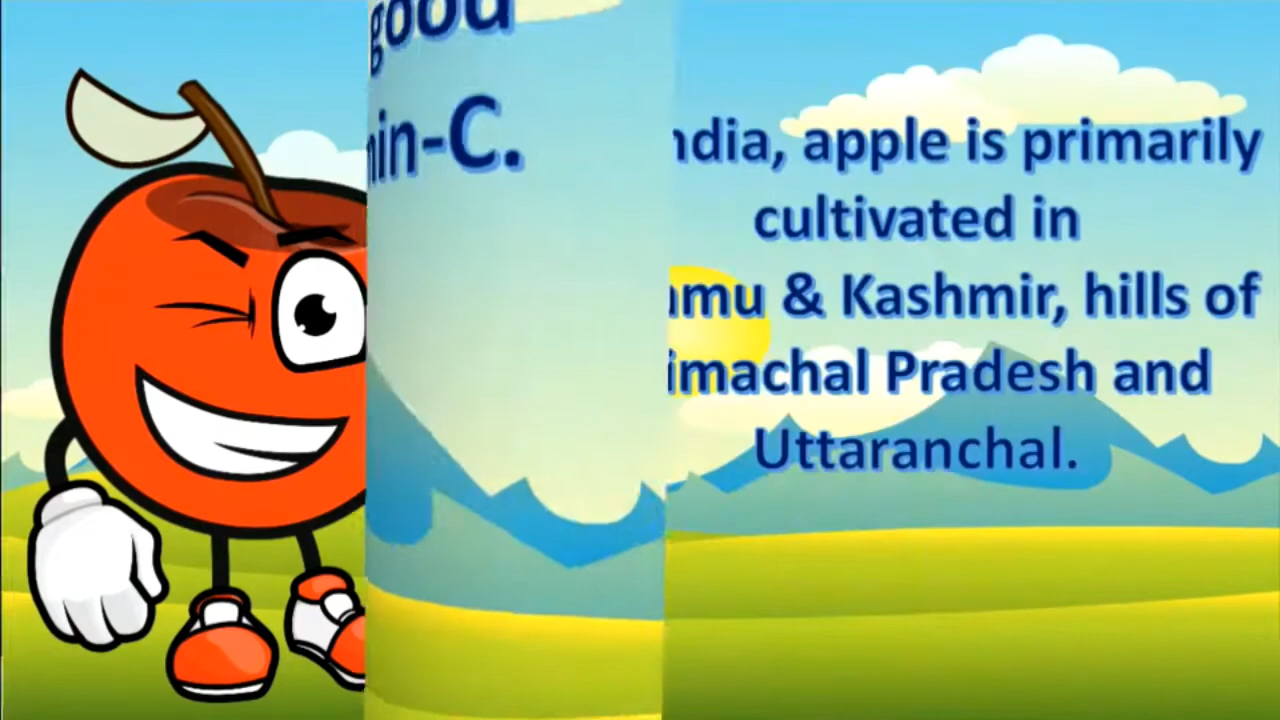 good
min-C.
ndia, apple is primarily
cultivated in
mu & Kashmir, hills of
imachal Pradesh and
Uttaranchal.